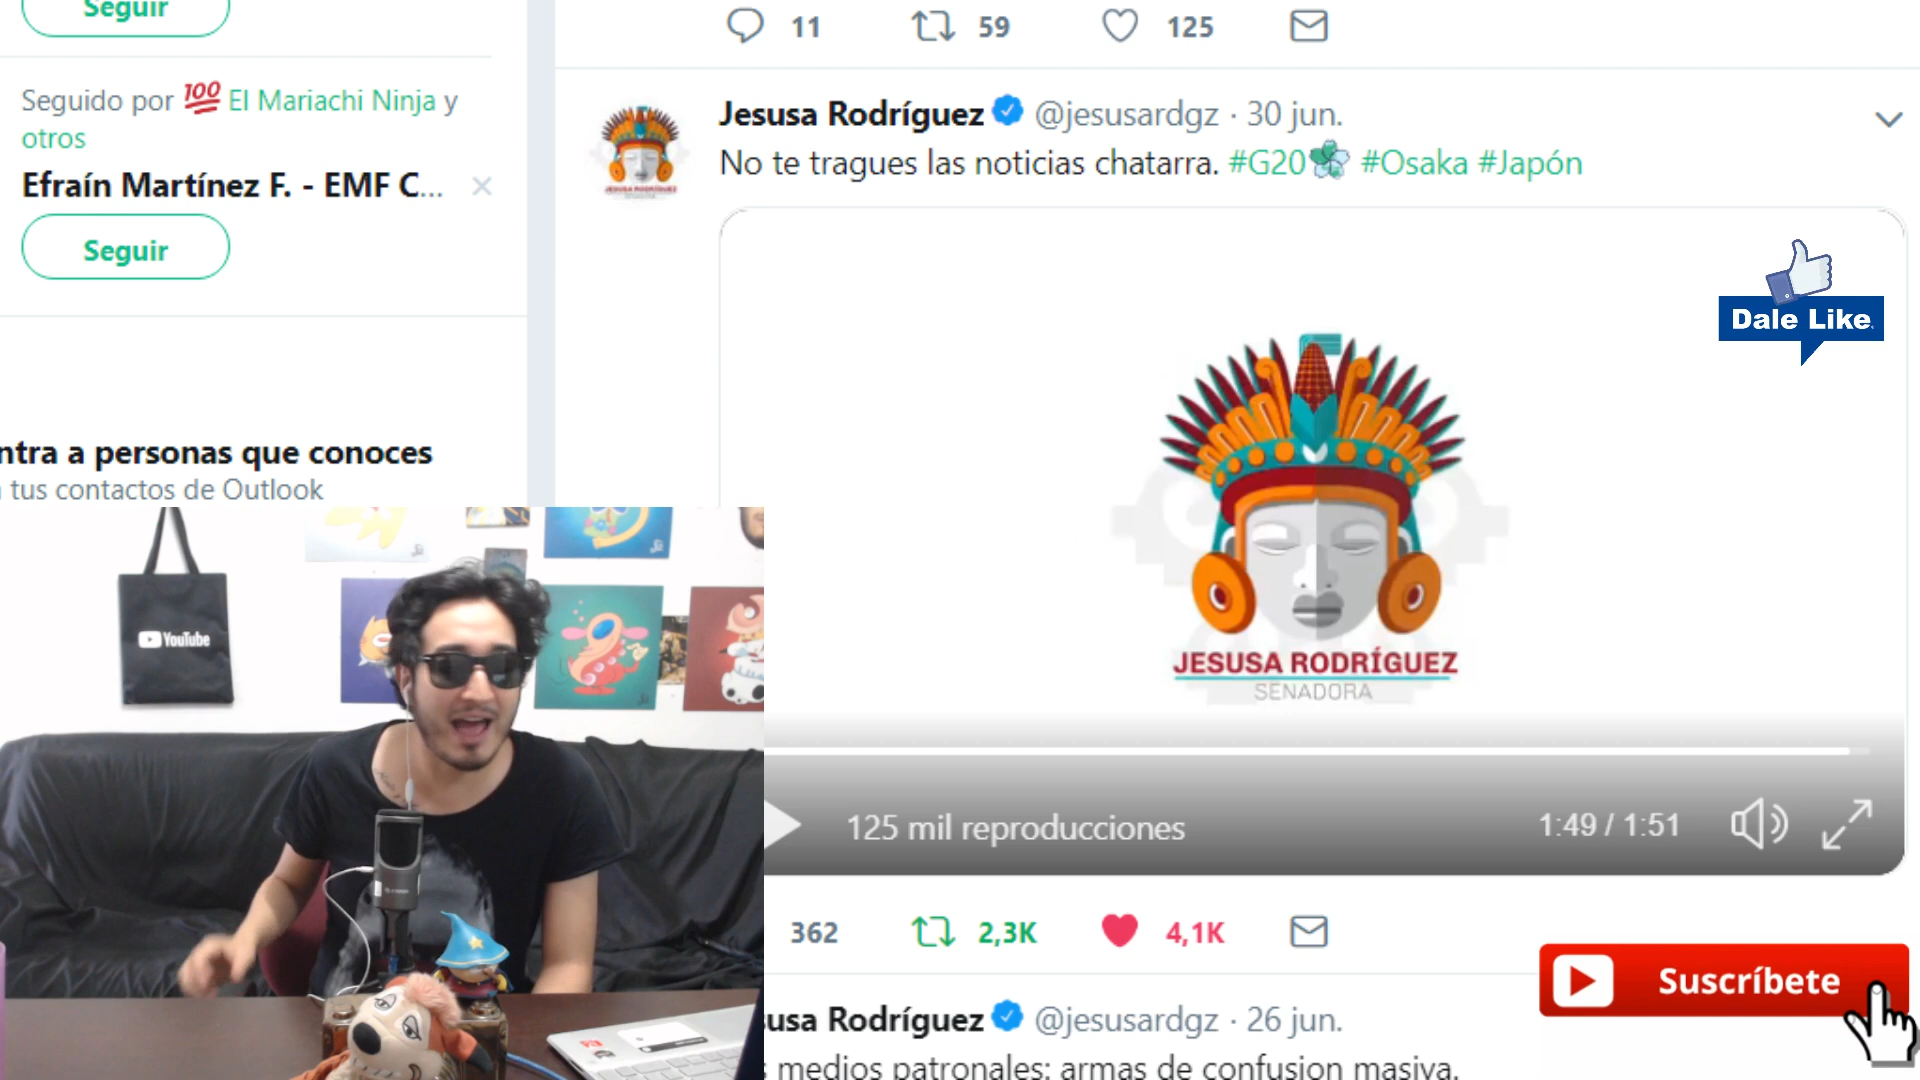 Seguir
Seguido por 💯 El Mariachi Ninja y
otros
Efraín Martínez F. - EMF C...
Seguir
ntra a personas que conoces
tus contactos de Outlook
11 59 125
Jesusa Rodríguez @jesusardgz · 30 jun.
No te tragues las noticias chatarra. #G20 #Osaka #Japón
Dale Like
JESUSA RODRÍGUEZ
SENADORA
125 mil reproducciones
1:49 / 1:51
362 2,3K 4,1K
YouTube
Suscríbete
usa Rodríguez @jesusardgz · 26 jun.
medios patronales: armas de confusion masiva.